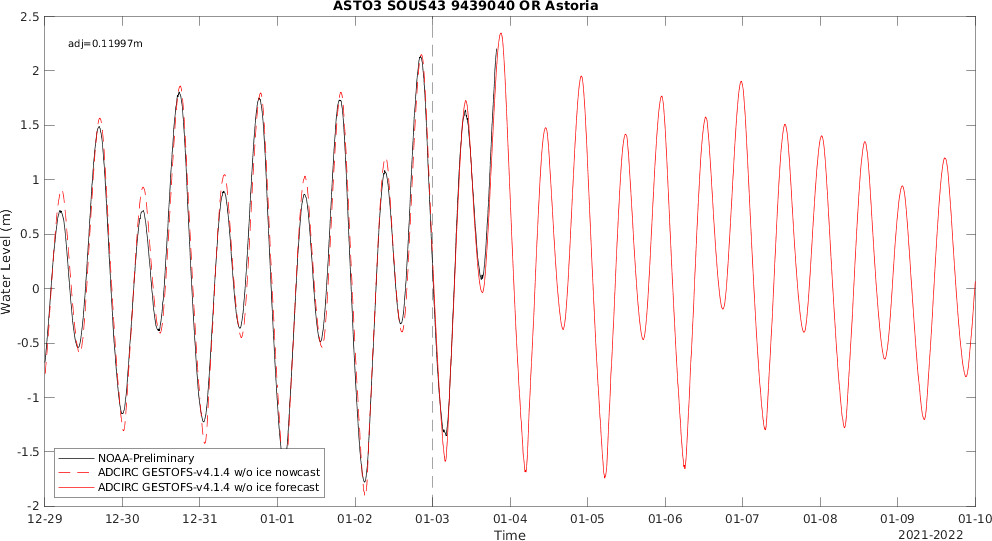 ASTO3 SOUS43 9439040 OR Astoria
adj=0.11997m
2.5
2
1.5
1
0.5
0
-0.5
-1
-1.5
-2
Water Level (m)
NOAA-Preliminary
ADCIRC GESTOFS-v4.1.4 w/o ice nowcast
ADCIRC GESTOFS-v4.1.4 w/o ice forecast
12-29 12-30 12-31 01-01 01-02 01-03 01-04 01-05 01-06 01-07 01-08 01-09 01-10
Time
2021-2022